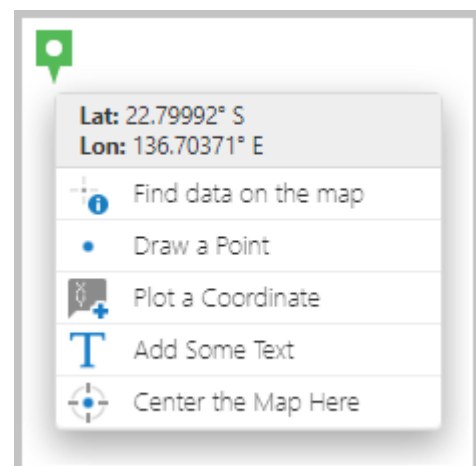 Lat: 22.79992° S
Lon: 136.70371° E
Find data on the map
Draw a Point
Plot a Coordinate
Add Some Text
Center the Map Here